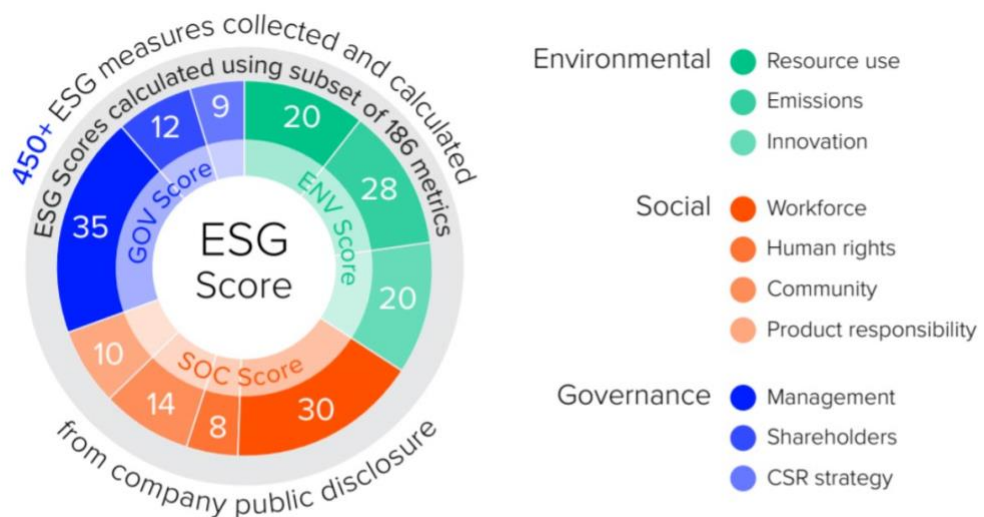 450+ ESG measures collected and calculated
ESG Scores calculated using subset of 186 metrics
from company public disclosure
ESG
Score
ENV Score
20
28
20
SOC Score
30
8
14
10
GOV Score
35
12
9
Environmental
Resource use
Emissions
Innovation
Social
Workforce
Human rights
Community
Product responsibility
Governance
Management
Shareholders
CSR strategy